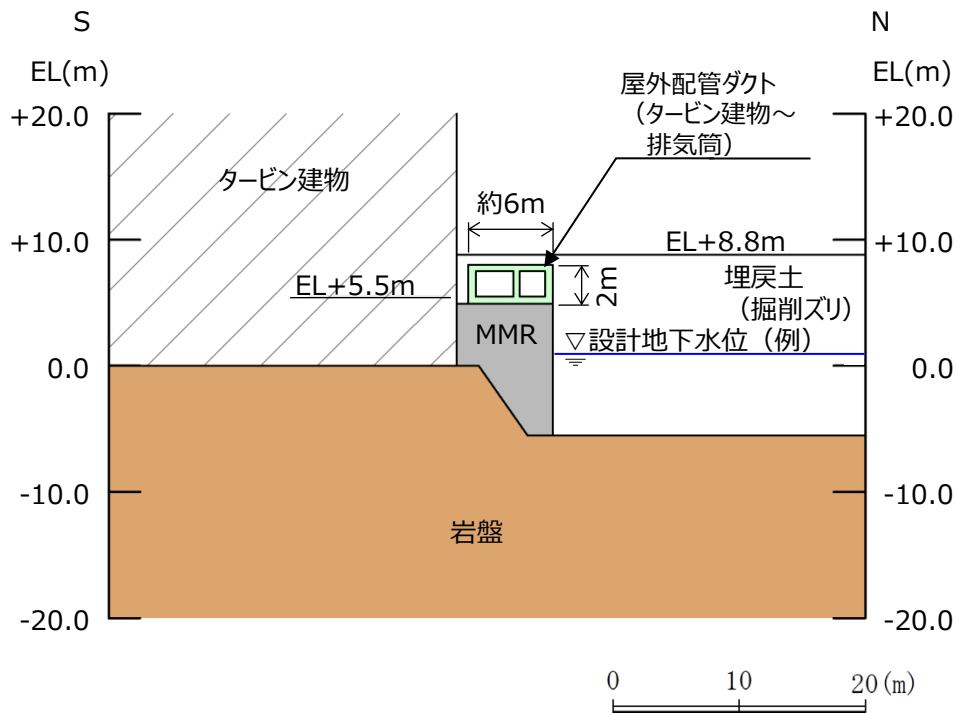 S
N
EL(m)
EL(m)
屋外配管ダクト
（タービン建物～
排気筒）
+20.0
+20.0
タービン建物
約6m
+10.0
+10.0
EL+8.8m
EL+5.5m
2m
埋戻土
（掘削ズリ）
MMR
▽設計地下水位（例）
0.0
0.0
-10.0
-10.0
岩盤
-20.0
-20.0
0 10 20(m)